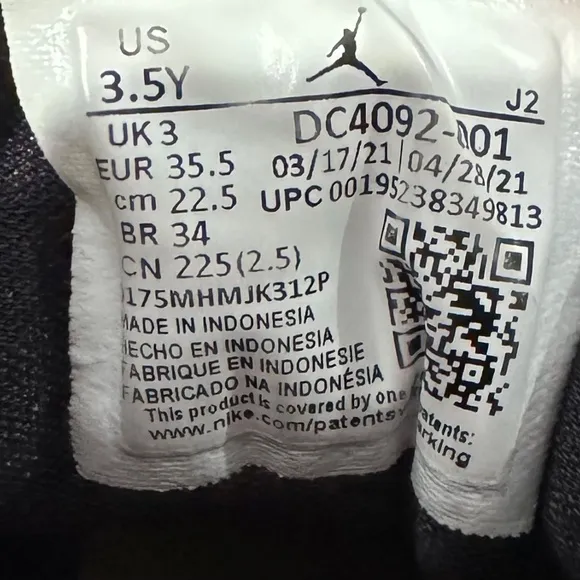 US
3.5Y
J2
UK 3
DC4092-001
EUR 35.5
03/17/21 04/28/21
cm 22.5
UPC 00195238349813
BR 34
CN 225(2.5)
175MHMJK312P
MADE IN INDONESIA
HECHO EN INDONESIA
FABRIQUE EN INDONESIE
FABRICADO NA INDONÉSIA
This product is covered by one
www.nike.com/patents
patents:
arking